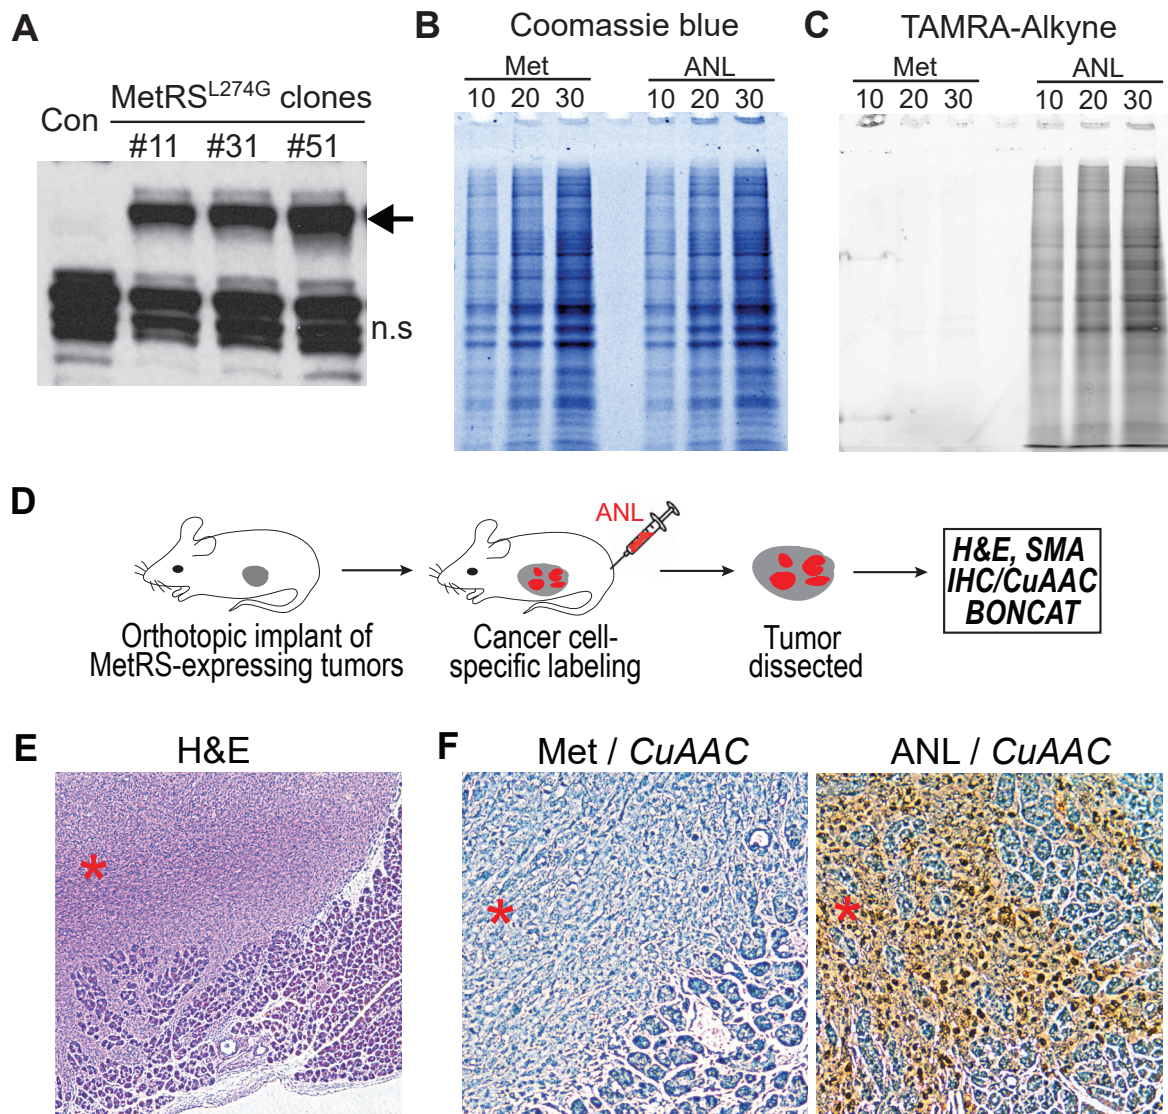 A
MetRS^L274G clones
Con
#11 #31 #51
n.s
B
Coomassie blue
Met ANL
10 20 30 10 20 30
C
TAMRA-Alkyne
Met ANL
10 20 30 10 20 30
D
ANL
Orthotopic implant of
MetRS-expressing tumors
Cancer cell-
specific labeling
Tumor
dissected
H&E, SMA
IHC/CuAAC
BONCAT
E
H&E
*
F
Met / CuAAC
*
ANL / CuAAC
*